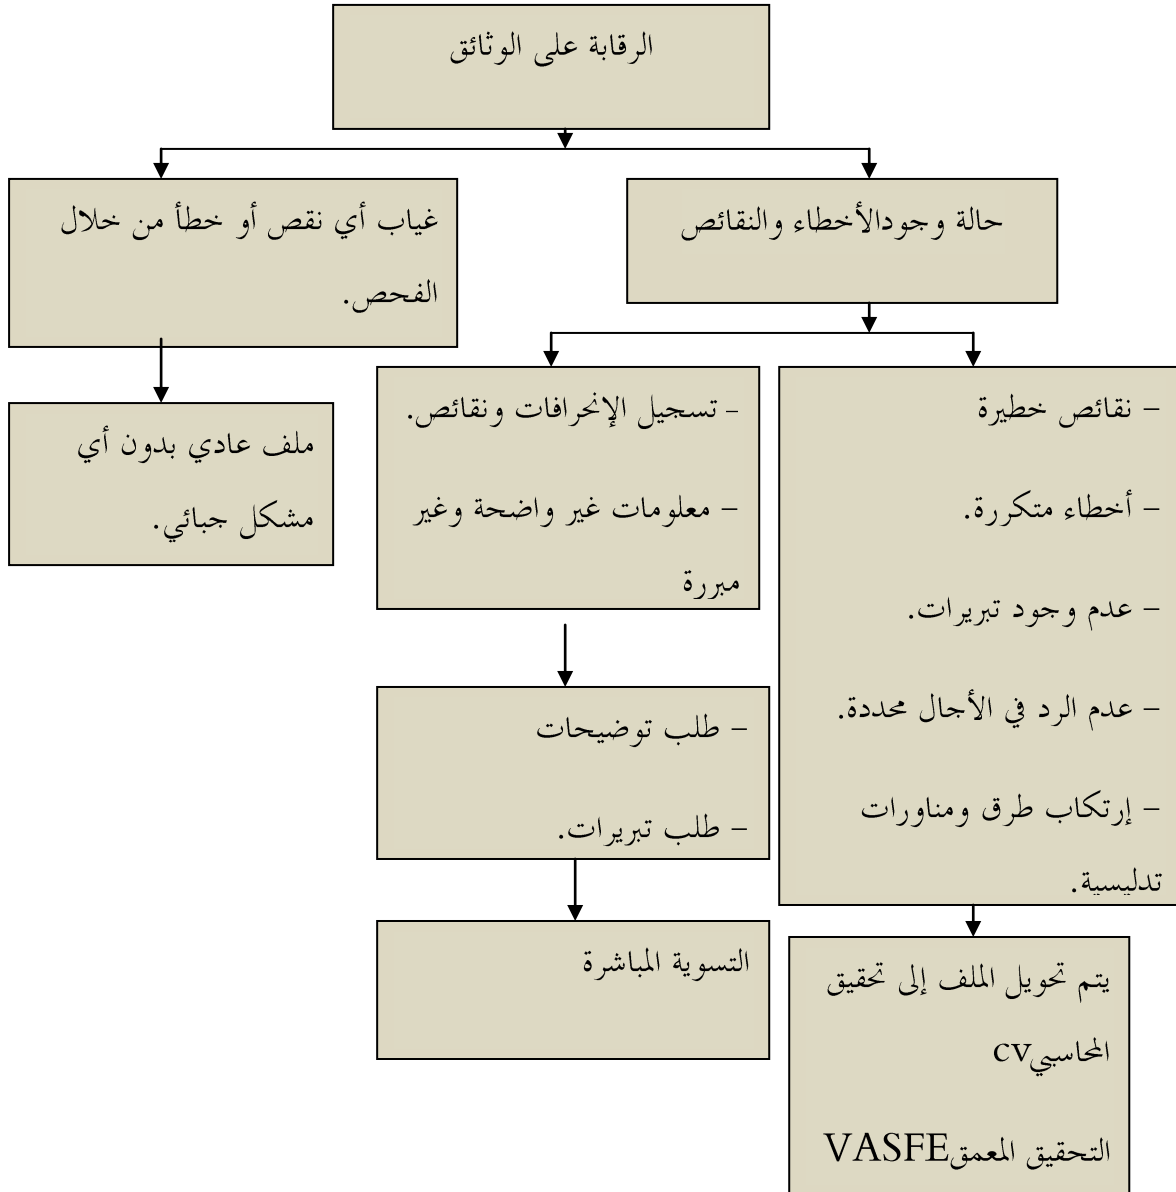 الرقابة على الوثائق
حالة وجودالأخطاء والنقائص
غياب أي نقص أو خطأ من خلال
الفحص.
– نقائص خطيرة
– أخطاء متكررة.
– عدم وجود تبريرات.
– عدم الرد في الأجال محددة.
– إرتكاب طرق ومناورات
تدليسية.
- تسجيل الإنحرافات ونقائص.
– معلومات غير واضحة وغير
مبررة
ملف عادي بدون أي
مشكل جبائي.
– طلب توضيحات
– طلب تبريرات.
التسوية المباشرة
يتم تحويل الملف إلى تحقيق
المحاسبيcv
التحقيق المعمقVASFE